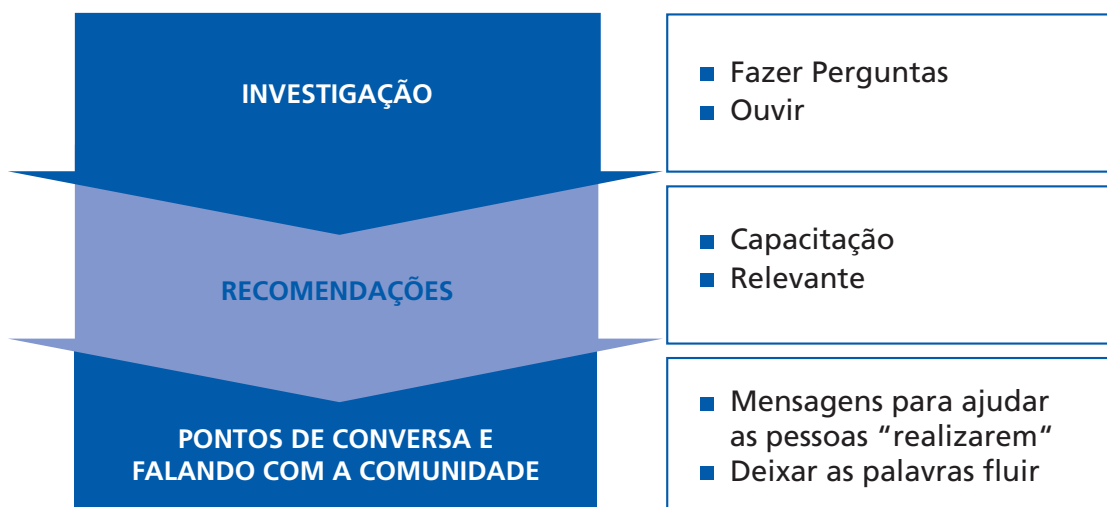 INVESTIGAÇÃO
■ Fazer Perguntas
■ Ouvir
RECOMENDAÇÕES
■ Capacitação
■ Relevante
PONTOS DE CONVERSA E
FALANDO COM A COMUNIDADE
■ Mensagens para ajudar
as pessoas “realizarem“
■ Deixar as palavras fluir